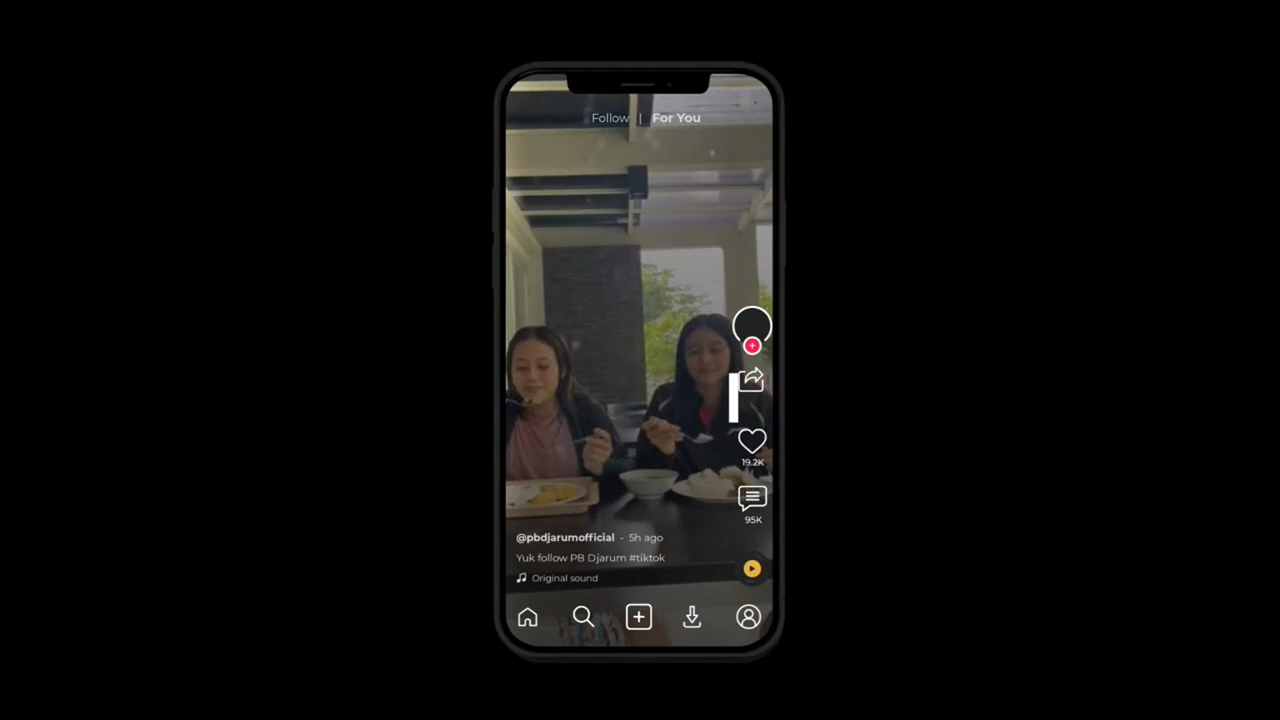 Follow | For You
19.2K
95K
@pbdjarumofficial - 5h ago
Yuk follow PB Djarum #tiktok
Original sound